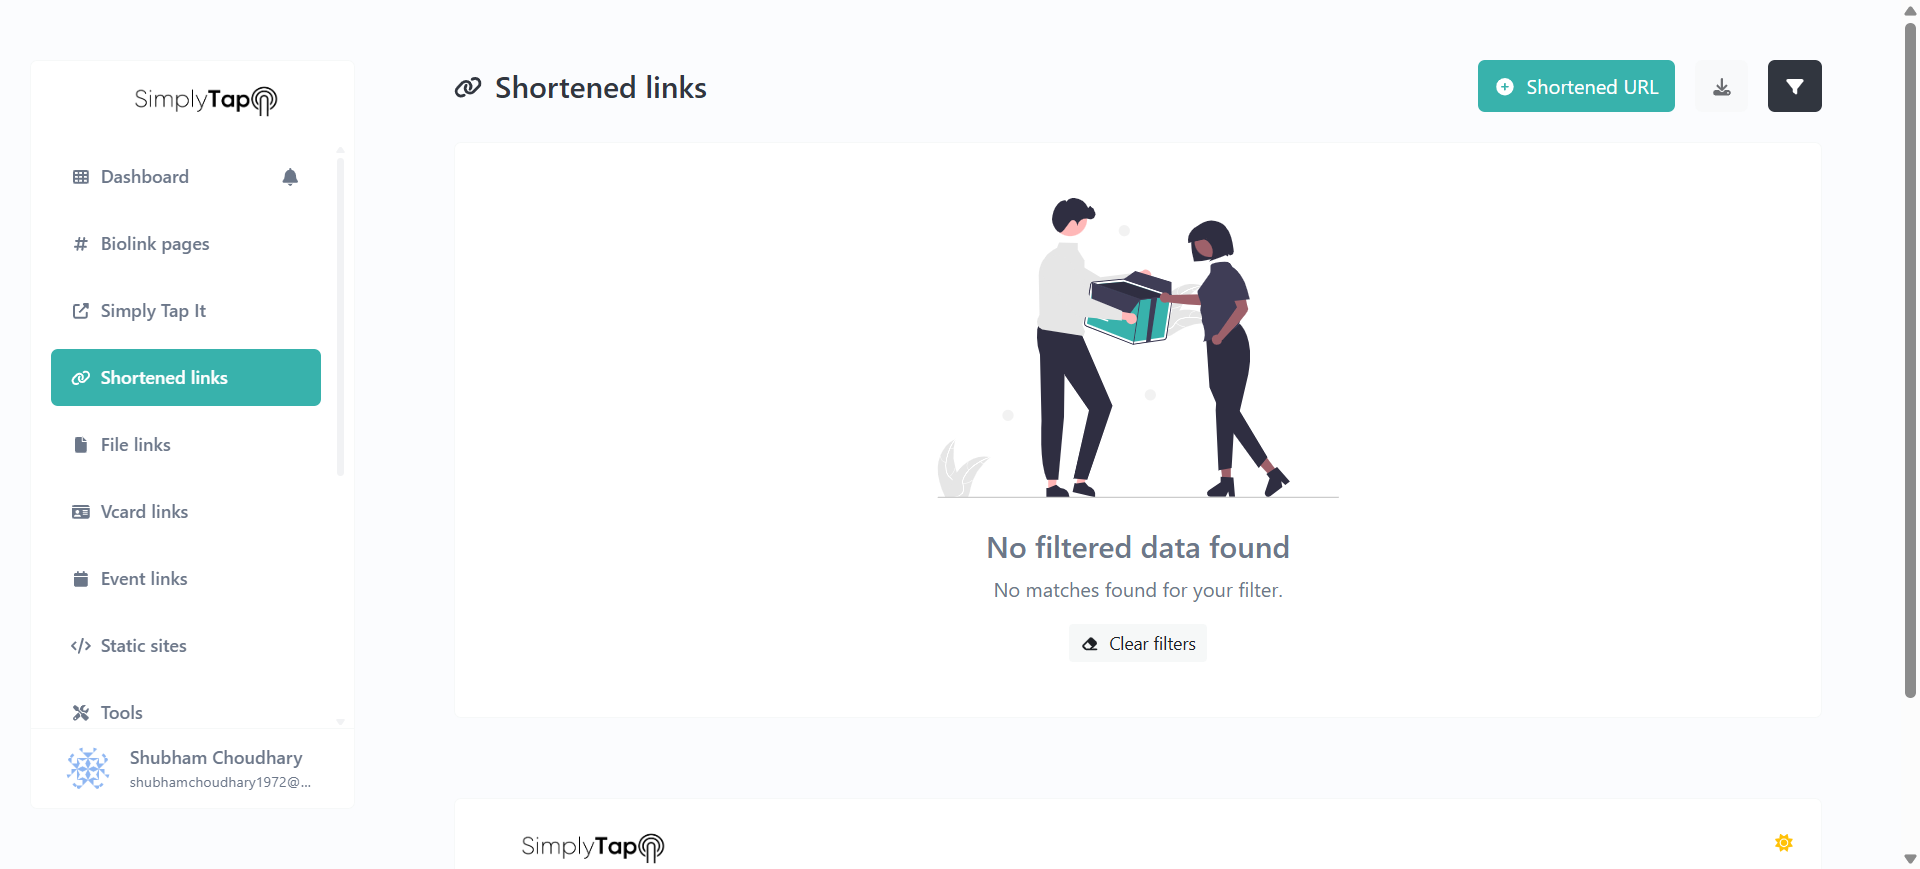 SimplyTap
Dashboard
Biolink pages
Simply Tap It
Shortened links
File links
Vcard links
Event links
Static sites
Tools
Shubham Choudhary
shubhamchoudhary1972@...
Shortened links
Shortened URL
No filtered data found
No matches found for your filter.
Clear filters
SimplyTap